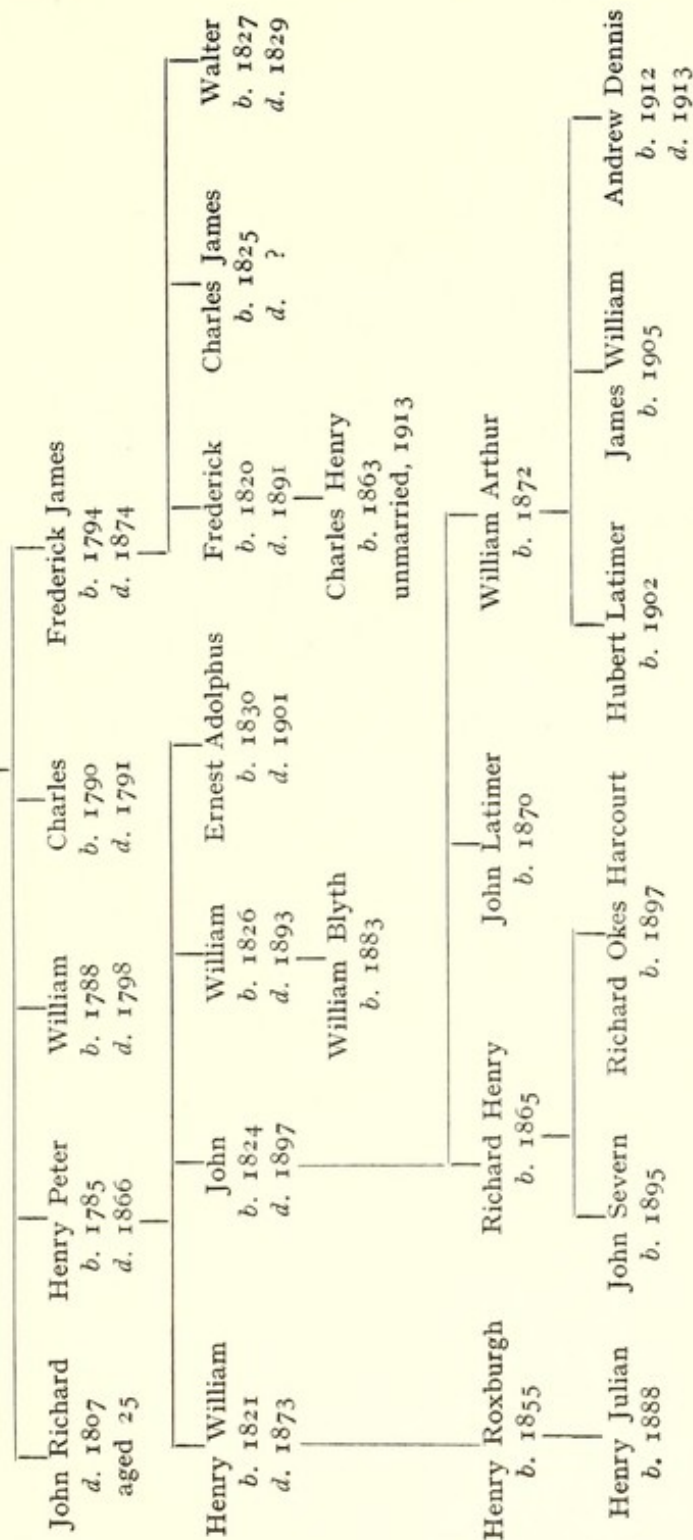 John Richard
d. 1807
aged 25
Henry Peter
b. 1785
d. 1866
William
b. 1788
d. 1798
Charles
b. 1790
d. 1791
Frederick James
b. 1794
d. 1874
Henry William
b. 1821
d. 1873
John
b. 1824
d. 1897
William
b. 1826
d. 1893
Ernest Adolphus
b. 1830
d. 1901
Frederick
b. 1820
d. 1891
Charles James
b. 1825
d. ?
Walter
b. 1827
d. 1829
William Blyth
b. 1883
Charles Henry
b. 1863
unmarried, 1913
Henry Roxburgh
b. 1855
Richard Henry
b. 1865
John Latimer
b. 1870
William Arthur
b. 1872
Henry Julian
b. 1888
John Severn
b. 1895
Richard Okes Harcourt
b. 1897
Hubert Latimer
b. 1902
James William
b. 1905
Andrew Dennis
b. 1912
d. 1913